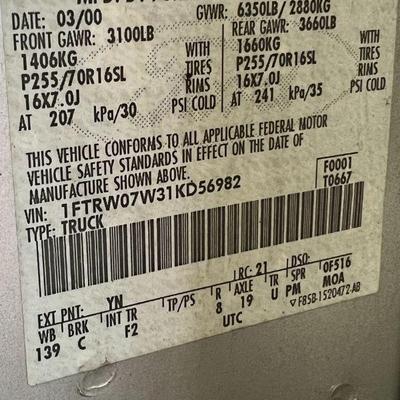 DATE: 03/00 GVWR: 6350LB/2880KG
FRONT GAWR: 3100LB REAR GAWR: 3660LB
1406KG WITH 1660KG WITH
P255/70R16SL TIRES P255/70R16SL TIRES
16X7.0J RIMS 16X7.0J RIMS
AT 207 kPa/30 PSI COLD AT 241 kPa/35 PSI COLD
THIS VEHICLE CONFORMS TO ALL APPLICABLE FEDERAL MOTOR
VEHICLE SAFETY STANDARDS IN EFFECT ON THE DATE OF
MANUFACTURE SHOWN ABOVE.
VIN: 1FTRW07W31KD56982 F0001
TYPE: TRUCK T0667
EXT PNT: YN RC: 21 DSO: 0F516
WB BRK INT TR TP/PS R AXLE TR SPR MOA
139 C F2 8 19 U PM
UTC ▽F85B-1520472-AB